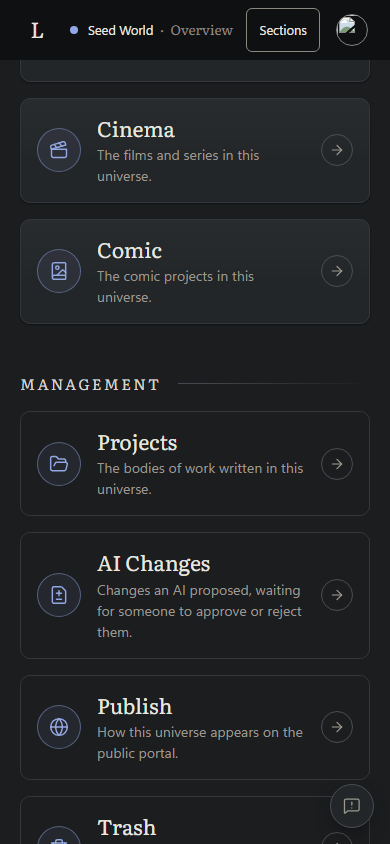 L
Seed World · Overview
Sections
Cinema
The films and series in this
universe.
Comic
The comic projects in this
universe.
MANAGEMENT
Projects
The bodies of work written in this
universe.
AI Changes
Changes an AI proposed, waiting
for someone to approve or reject
them.
Publish
How this universe appears on the
public portal.
Trash